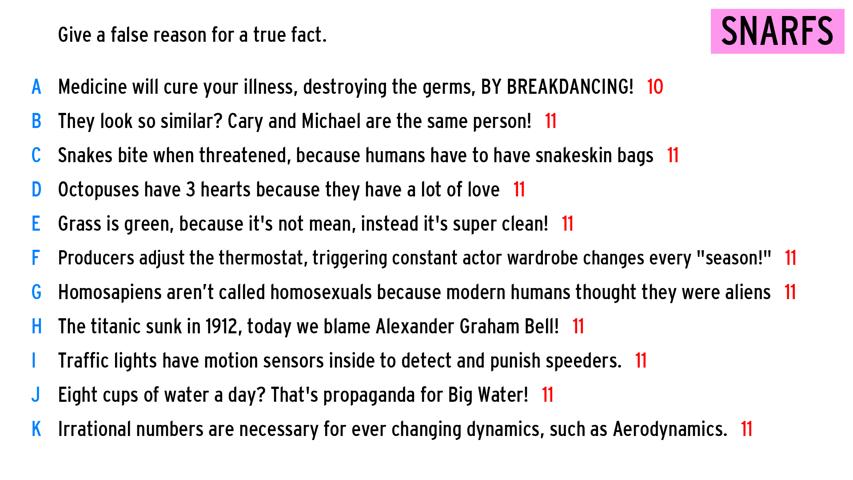 Give a false reason for a true fact.
SNARFS
A Medicine will cure your illness, destroying the germs, BY BREAKDANCING! 10
B They look so similar? Cary and Michael are the same person! 11
C Snakes bite when threatened, because humans have to have snakeskin bags 11
D Octopuses have 3 hearts because they have a lot of love 11
E Grass is green, because it's not mean, instead it's super clean! 11
F Producers adjust the thermostat, triggering constant actor wardrobe changes every "season!" 11
G Homosapiens aren’t called homosexuals because modern humans thought they were aliens 11
H The titanic sunk in 1912, today we blame Alexander Graham Bell! 11
I Traffic lights have motion sensors inside to detect and punish speeders. 11
J Eight cups of water a day? That's propaganda for Big Water! 11
K Irrational numbers are necessary for ever changing dynamics, such as Aerodynamics. 11